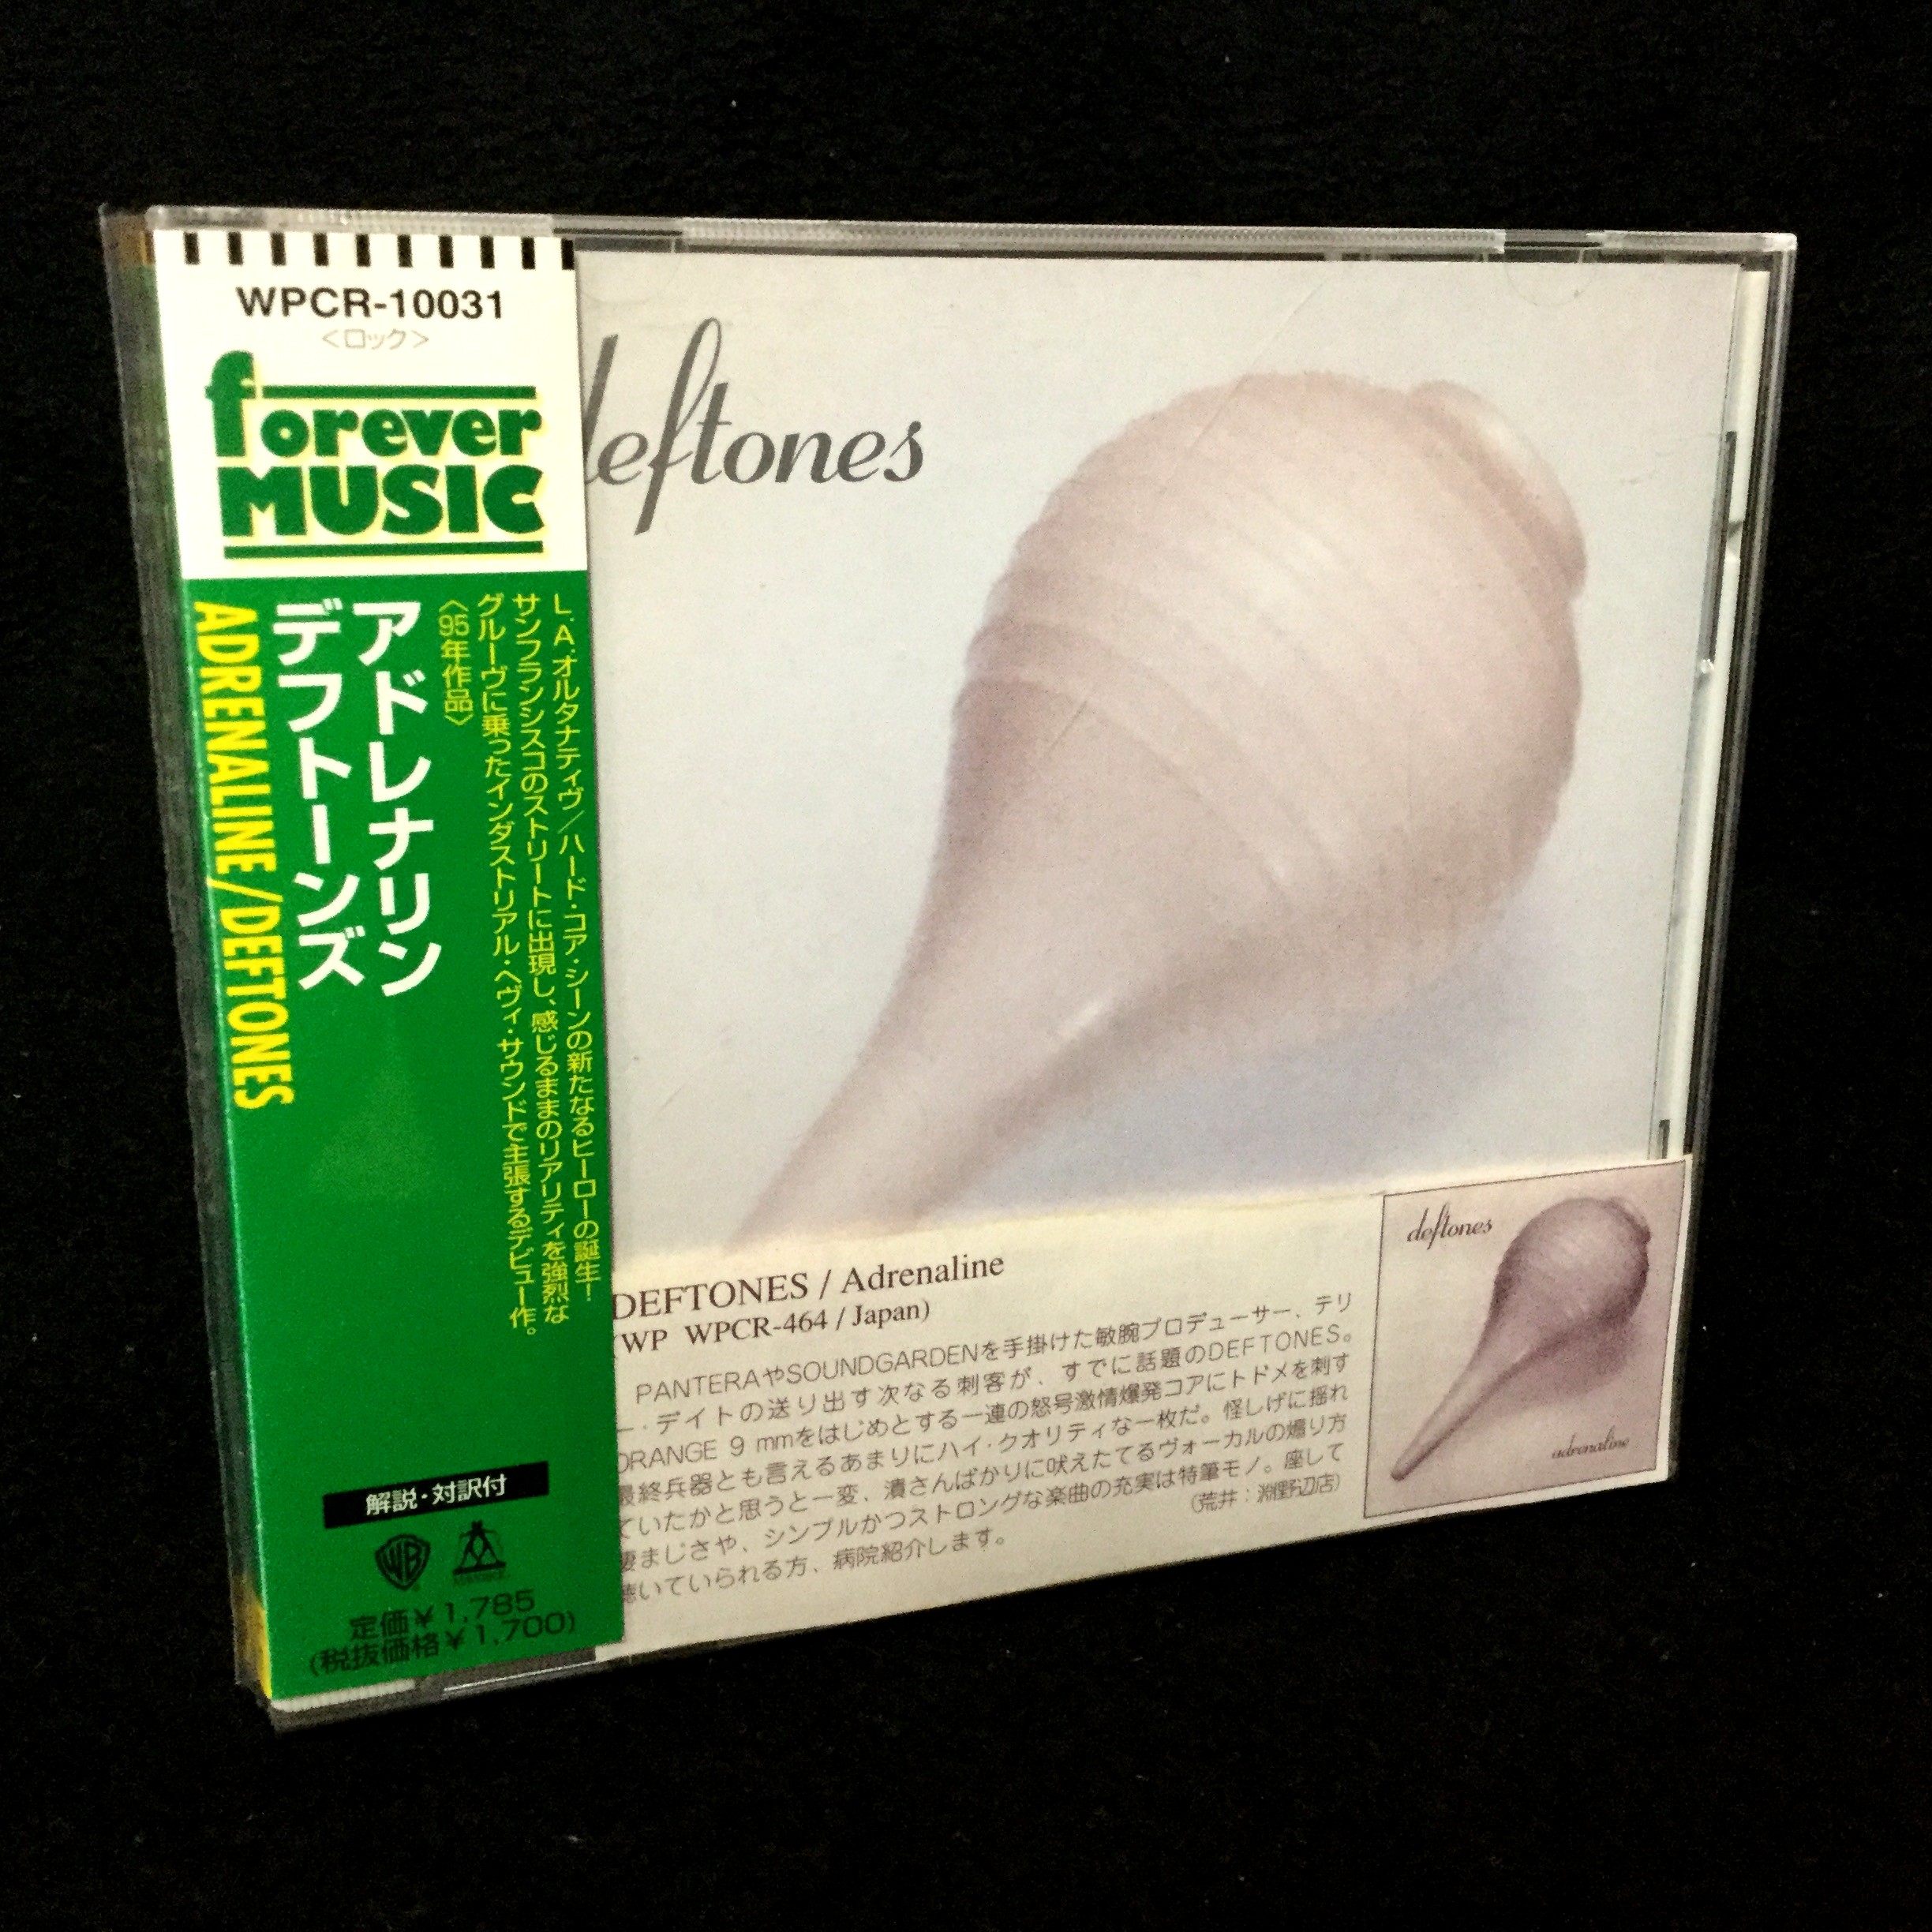 WPCR-10031
<ロック>
forever
MUSIC
L.A.オルタナティヴ/ハード・コア・シーンの新たなるヒーローの誕生!
サンフランシスコのストリートに出現し、感じるままのリアリティを強烈な
グルーヴに乗ったインダストリアル・ヘヴィ・サウンドで主張するデビュー作。
〈95年作品〉
アドレナリン
デフトーンズ
ADRENALINE/DEFTONES
解説・対訳付
WB
定価¥1,785
(税抜価格¥1,700)
deftones
DEFTONES / Adrenaline
(WP WPCR-464 / Japan)
PANTERAやSOUNDGARDENを手掛けた敏腕プロデューサー、テリ
ー・デイトの送り出す次なる刺客が、すでに話題のDEFTONES。
ORANGE 9 mmをはじめとする一連の怒号激情爆発コアにトドメを刺す
最終兵器とも言えるあまりにハイ・クオリティな一枚だ。怪しげに揺れ
ていたかと思うと一変、潰さんばかりに吠えたてるヴォーカルの煽り方
凄まじさや、シンプルかつストロングな楽曲の充実は特筆モノ。座して
聴いていられる方、病院紹介します。
(荒井:淵野辺店)
deftones
adrenaline